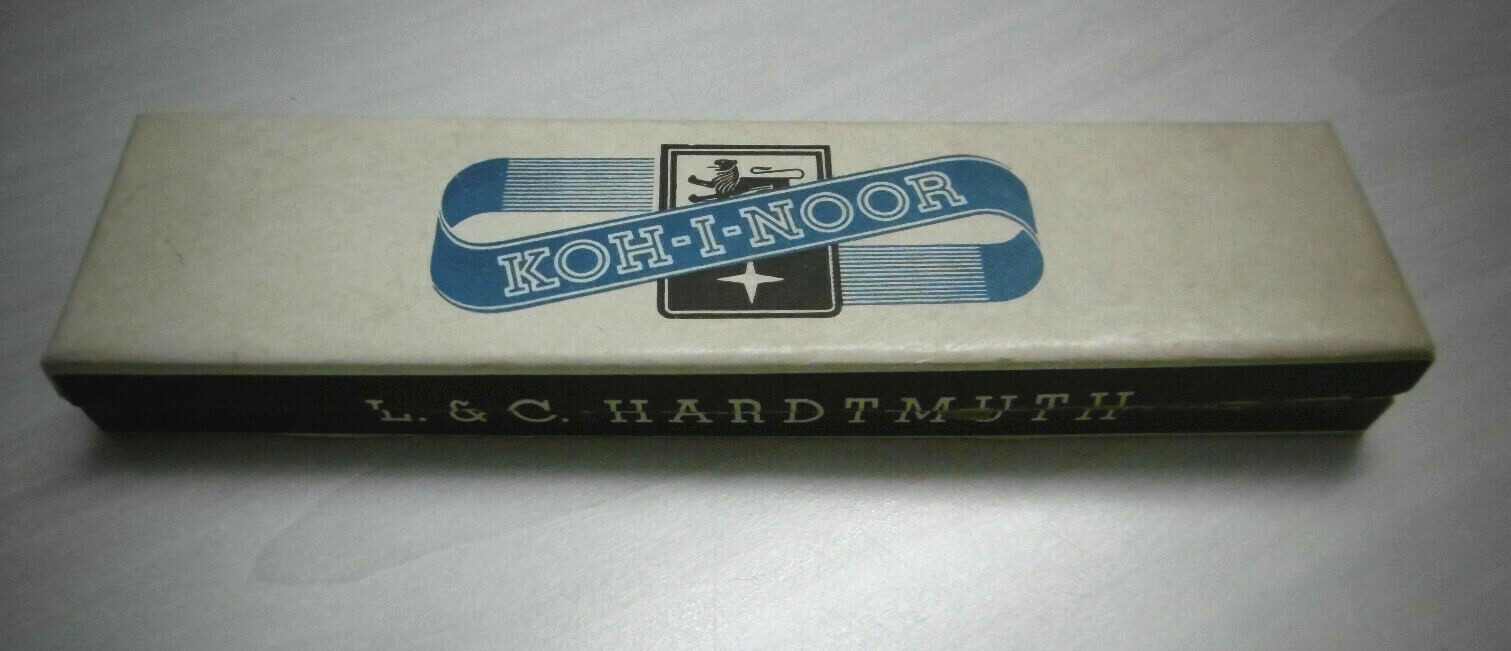 KOH-I-NOOR
L. & C. HARDTMUTH